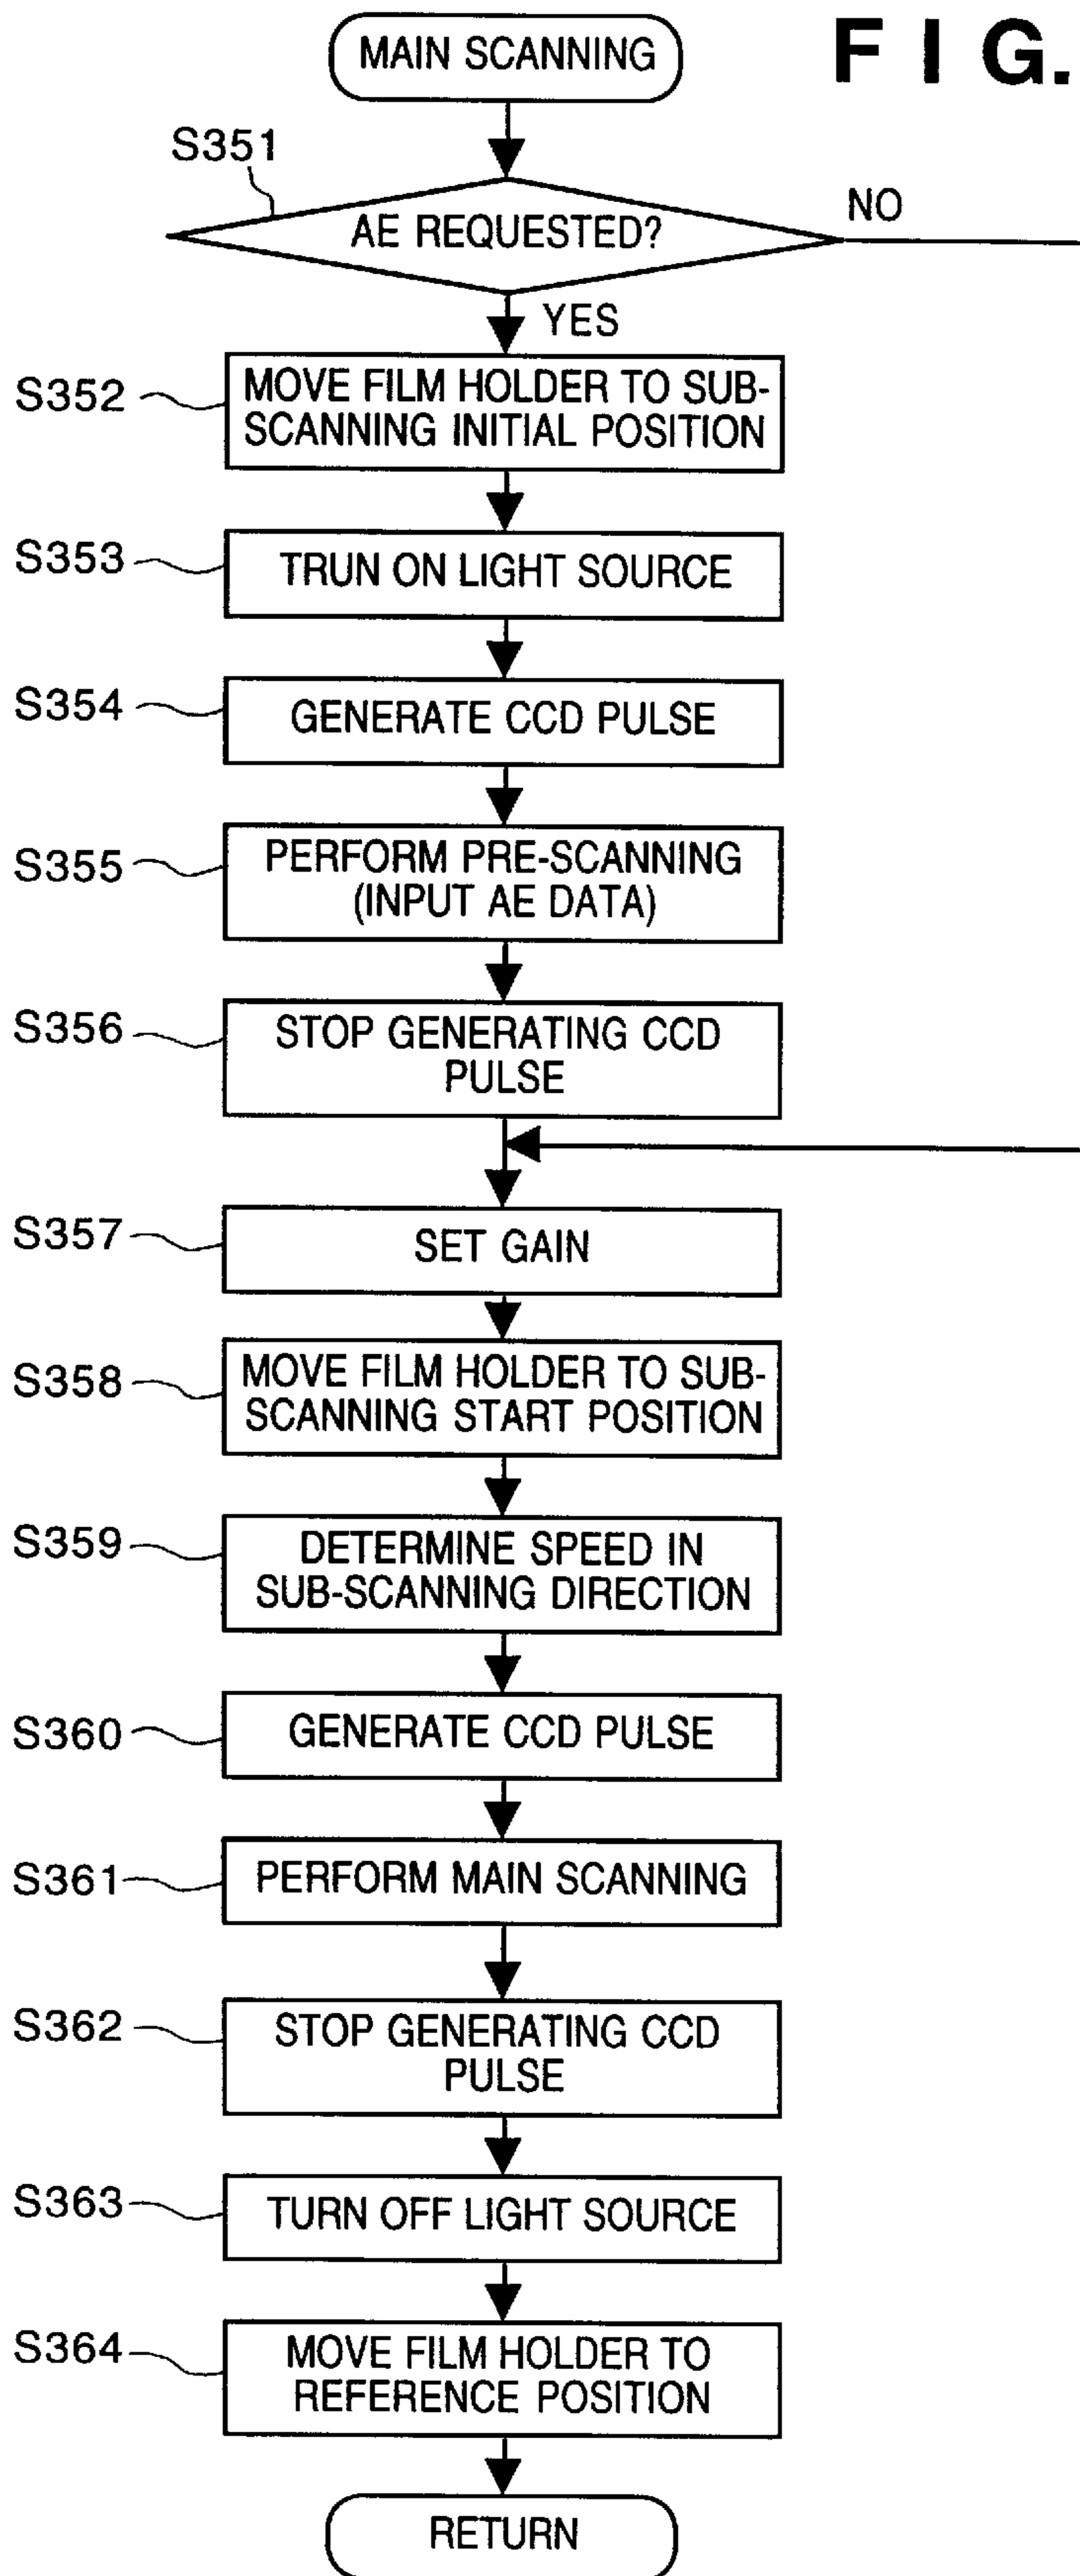 MAIN SCANNING
FIG.
S351
AE REQUESTED?
NO
YES
S352
MOVE FILM HOLDER TO SUB-
SCANNING INITIAL POSITION
S353
TRUN ON LIGHT SOURCE
S354
GENERATE CCD PULSE
S355
PERFORM PRE-SCANNING
(INPUT AE DATA)
S356
STOP GENERATING CCD
PULSE
S357
SET GAIN
S358
MOVE FILM HOLDER TO SUB-
SCANNING START POSITION
S359
DETERMINE SPEED IN
SUB-SCANNING DIRECTION
S360
GENERATE CCD PULSE
S361
PERFORM MAIN SCANNING
S362
STOP GENERATING CCD
PULSE
S363
TURN OFF LIGHT SOURCE
S364
MOVE FILM HOLDER TO
REFERENCE POSITION
RETURN